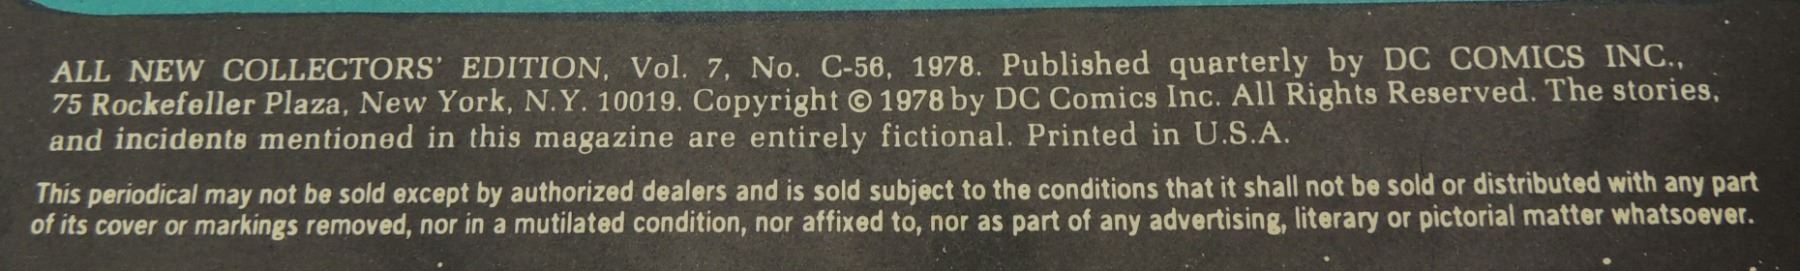 ALL NEW COLLECTORS' EDITION, Vol. 7, No. C-56, 1978. Published quarterly by DC COMICS INC.,
75 Rockefeller Plaza, New York, N.Y. 10019. Copyright © 1978 by DC Comics Inc. All Rights Reserved. The stories,
and incidents mentioned in this magazine are entirely fictional. Printed in U.S.A.
This periodical may not be sold except by authorized dealers and is sold subject to the conditions that it shall not be sold or distributed with any part
of its cover or markings removed, nor in a mutilated condition, nor affixed to, nor as part of any advertising, literary or pictorial matter whatsoever.